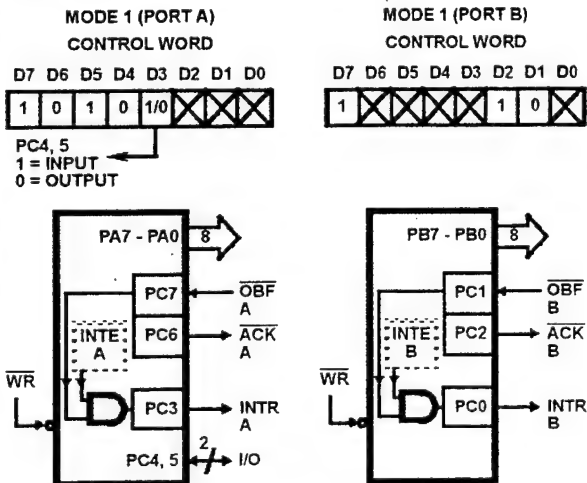 MODE 1 (PORT A)
CONTROL WORD
D7 D6 D5 D4 D3 D2 D1 D0
1 0 1 0 1/0
PC4, 5
1 = INPUT
0 = OUTPUT
PA7 - PA0 8
PC7 OBF A
PC6 ACK A
INTE A
WR
PC3 INTR A
PC4, 5 2 I/O
MODE 1 (PORT B)
CONTROL WORD
D7 D6 D5 D4 D3 D2 D1 D0
1 1 0
PB7 - PB0 8
PC1 OBF B
PC2 ACK B
INTE B
WR
PC0 INTR B